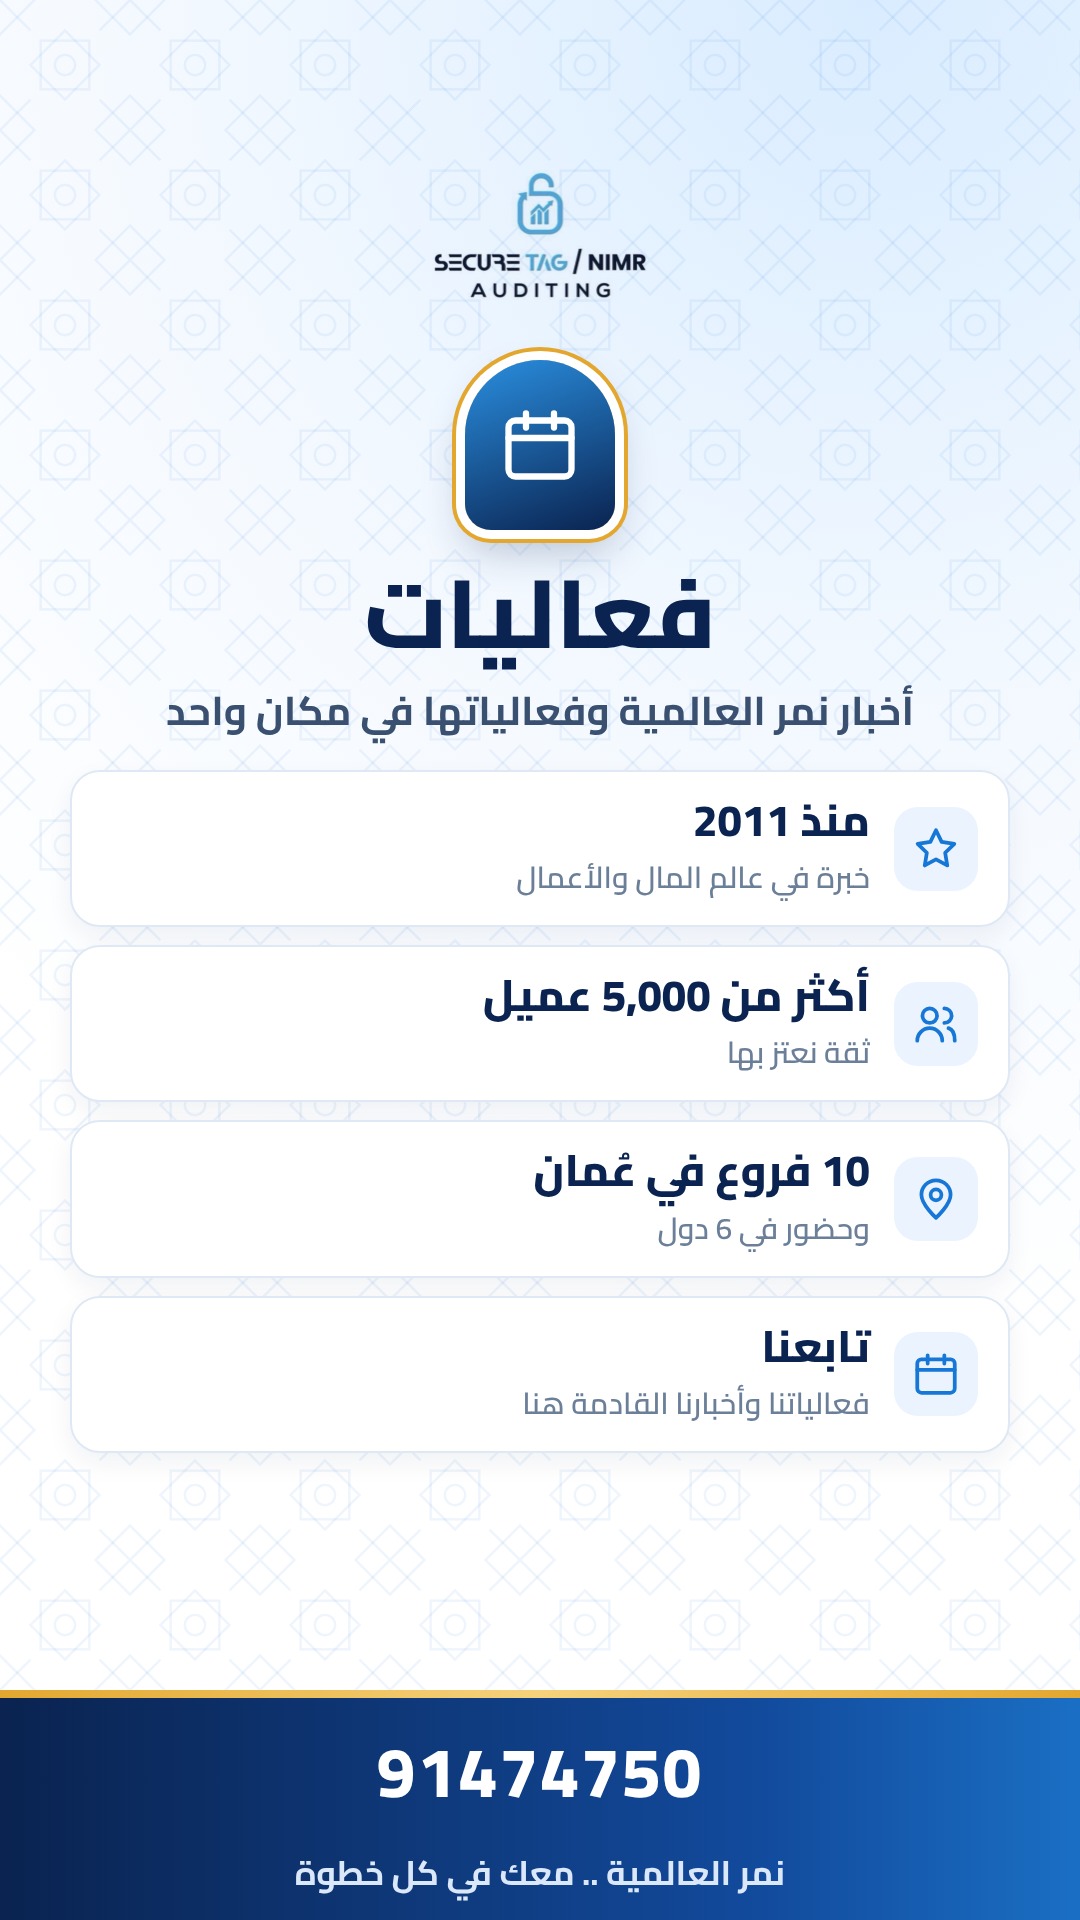 SECURE TAG / NIMR
AUDITING
فعاليات
أخبار نمر العالمية وفعالياتها في مكان واحد
منذ 2011
خبرة في عالم المال والأعمال
أكثر من 5,000 عميل
ثقة نعتز بها
10 فروع في عُمان
وحضور في 6 دول
تابعنا
فعالياتنا وأخبارنا القادمة هنا
91474750
نمر العالمية .. معك في كل خطوة